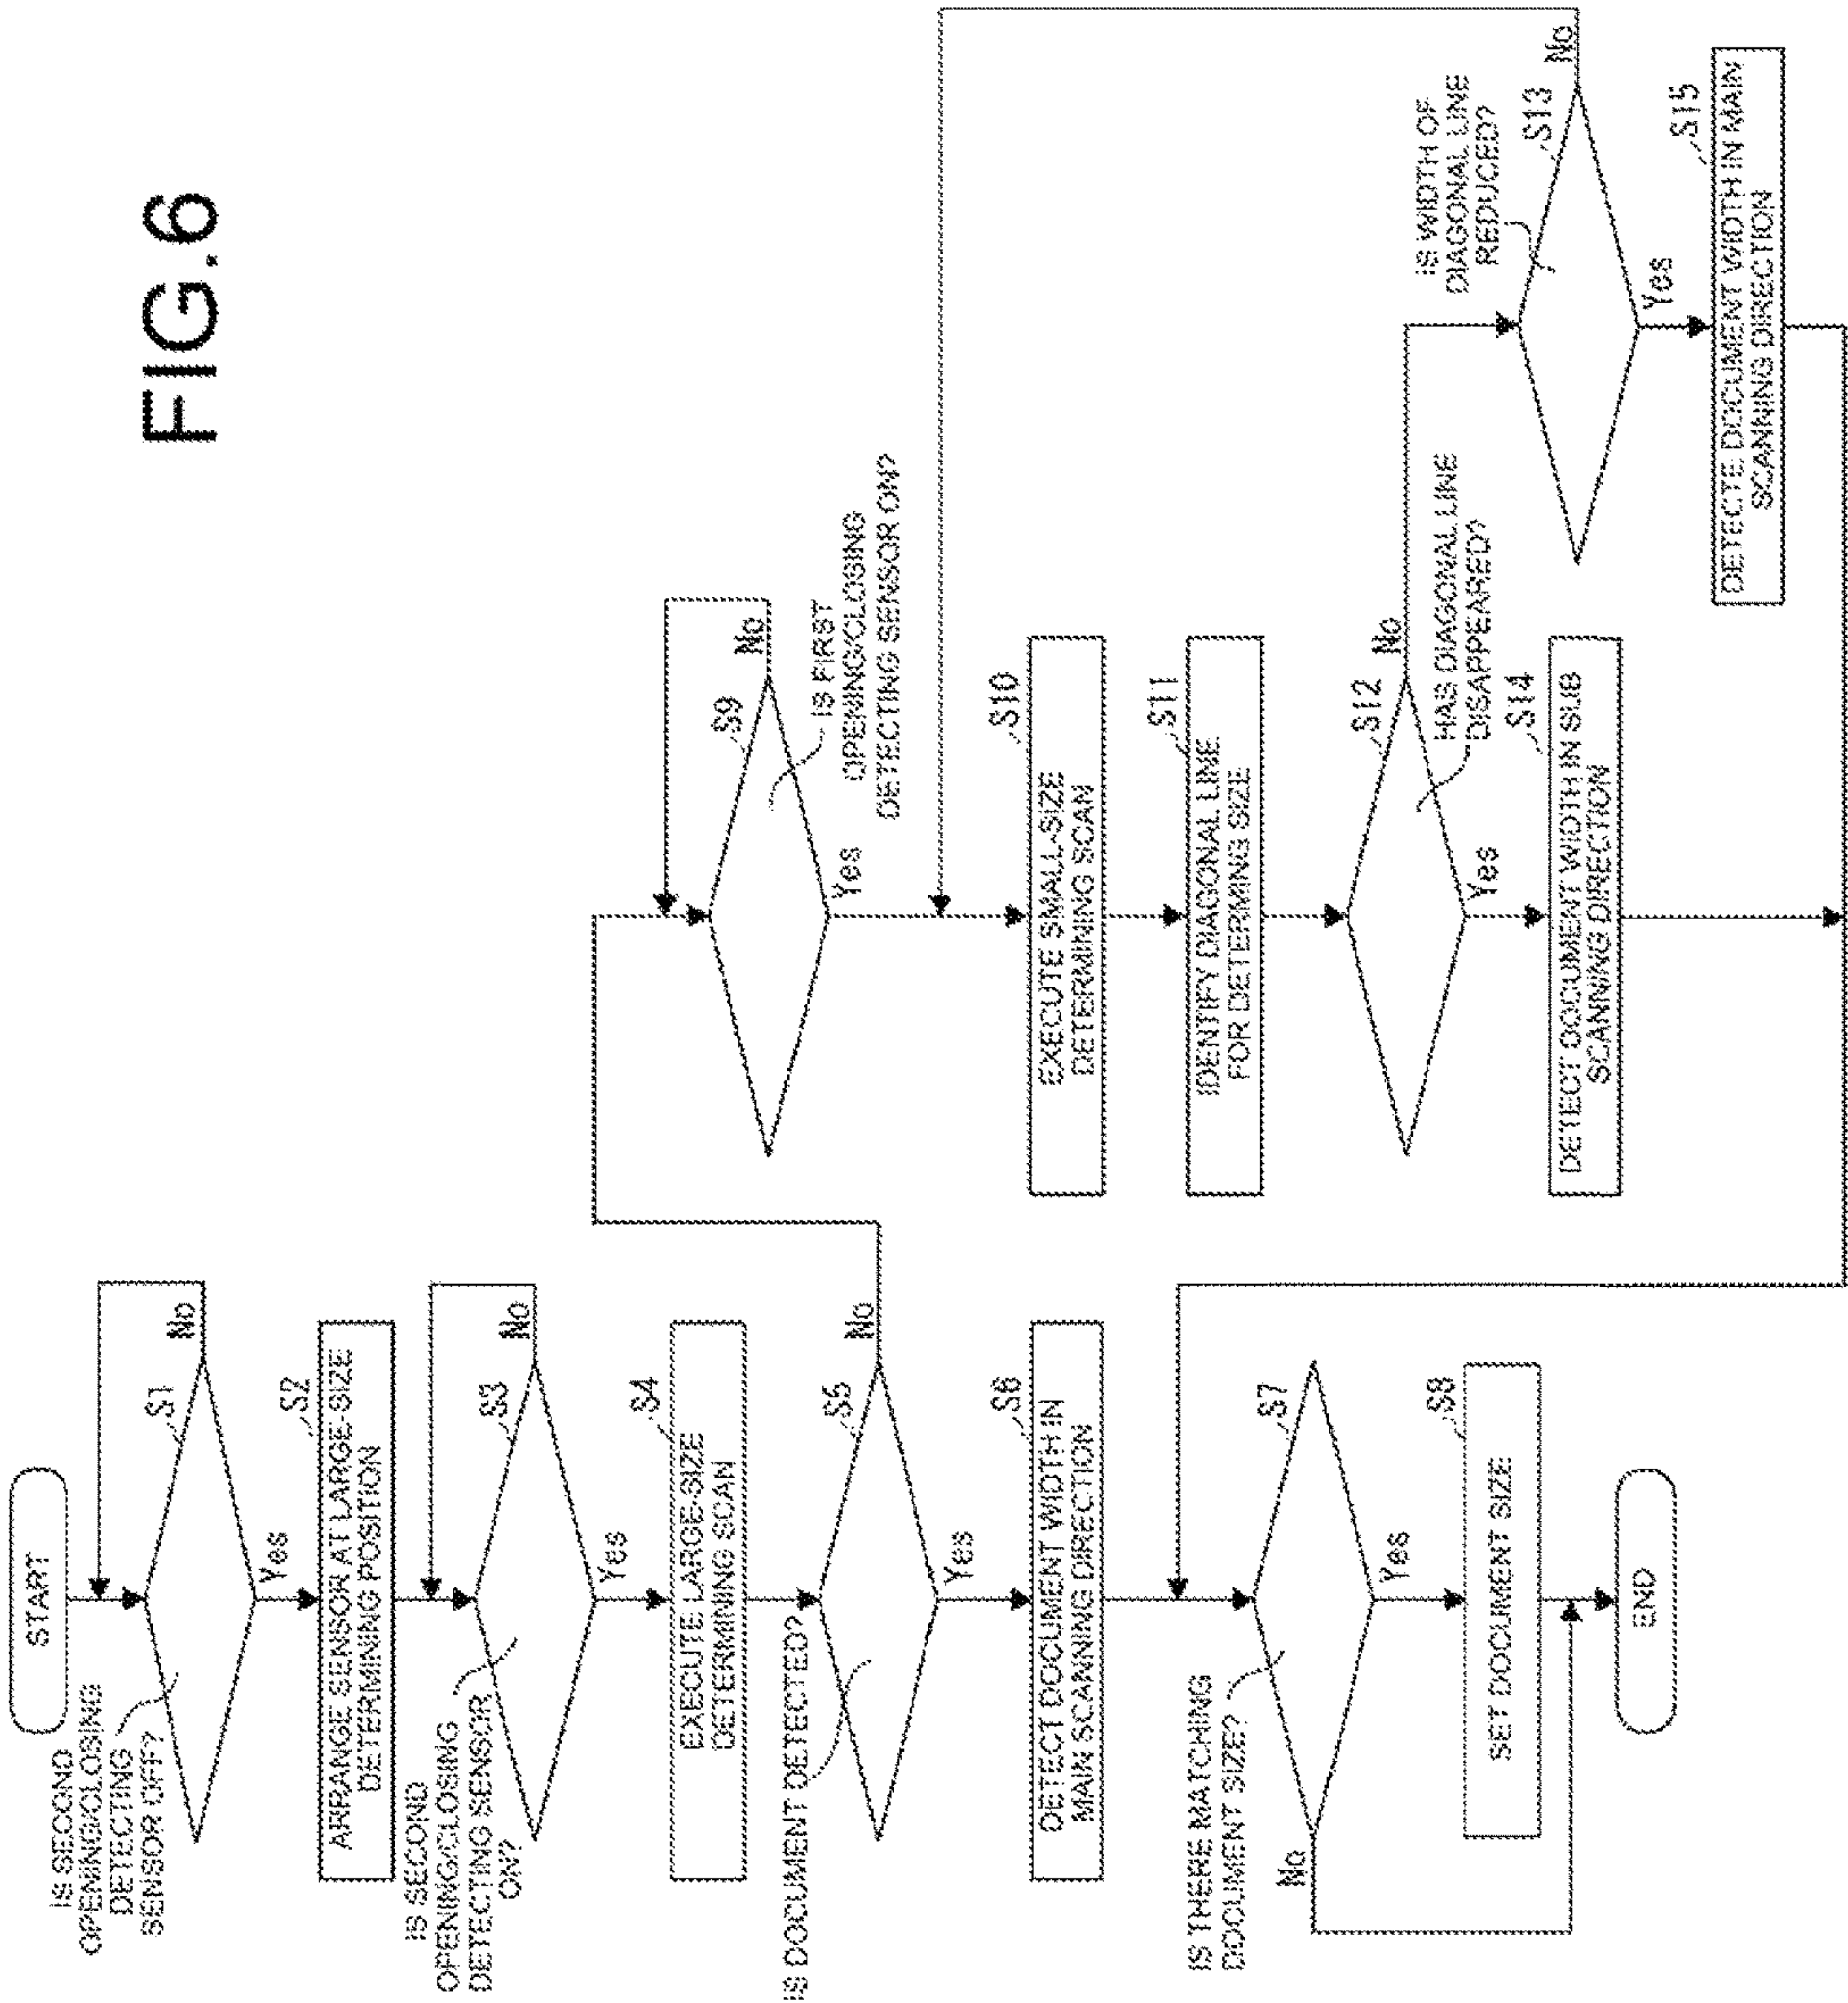 FIG.6
START
IS SECOND
OPENING/CLOSING
DETECTING
SENSOR OFF?
S1
No
Yes
S2
ARRANGE SENSOR AT LARGE-SIZE
DETERMINING POSITION
IS SECOND
OPENING/CLOSING
DETECTING SENSOR
ON?
S3
No
Yes
S4
EXECUTE LARGE-SIZE
DETERMINING SCAN
IS DOCUMENT DETECTED?
S5
No
Yes
S6
DETECT DOCUMENT WIDTH IN
MAIN SCANNING DIRECTION
IS THERE MATCHING
DOCUMENT SIZE?
S7
No
Yes
S8
SET DOCUMENT SIZE
END
S9
No
IS FIRST
OPENING/CLOSING
DETECTING SENSOR ON?
Yes
S10
EXECUTE SMALL-SIZE
DETERMINING SCAN
S11
IDENTIFY DIAGONAL LINE
FOR DETERMING SIZE
S12
No
HAS DIAGONAL LINE
DISAPPEARED?
Yes
S14
DETECT DOCUMENT WIDTH IN SUB
SCANNING DIRECTION
IS WIDTH OF
DIAGONAL LINE
REDUCED?
S13
No
Yes
S15
DETECTE DOCUMENT WIDTH IN MAIN
SCANNING DIRECTION